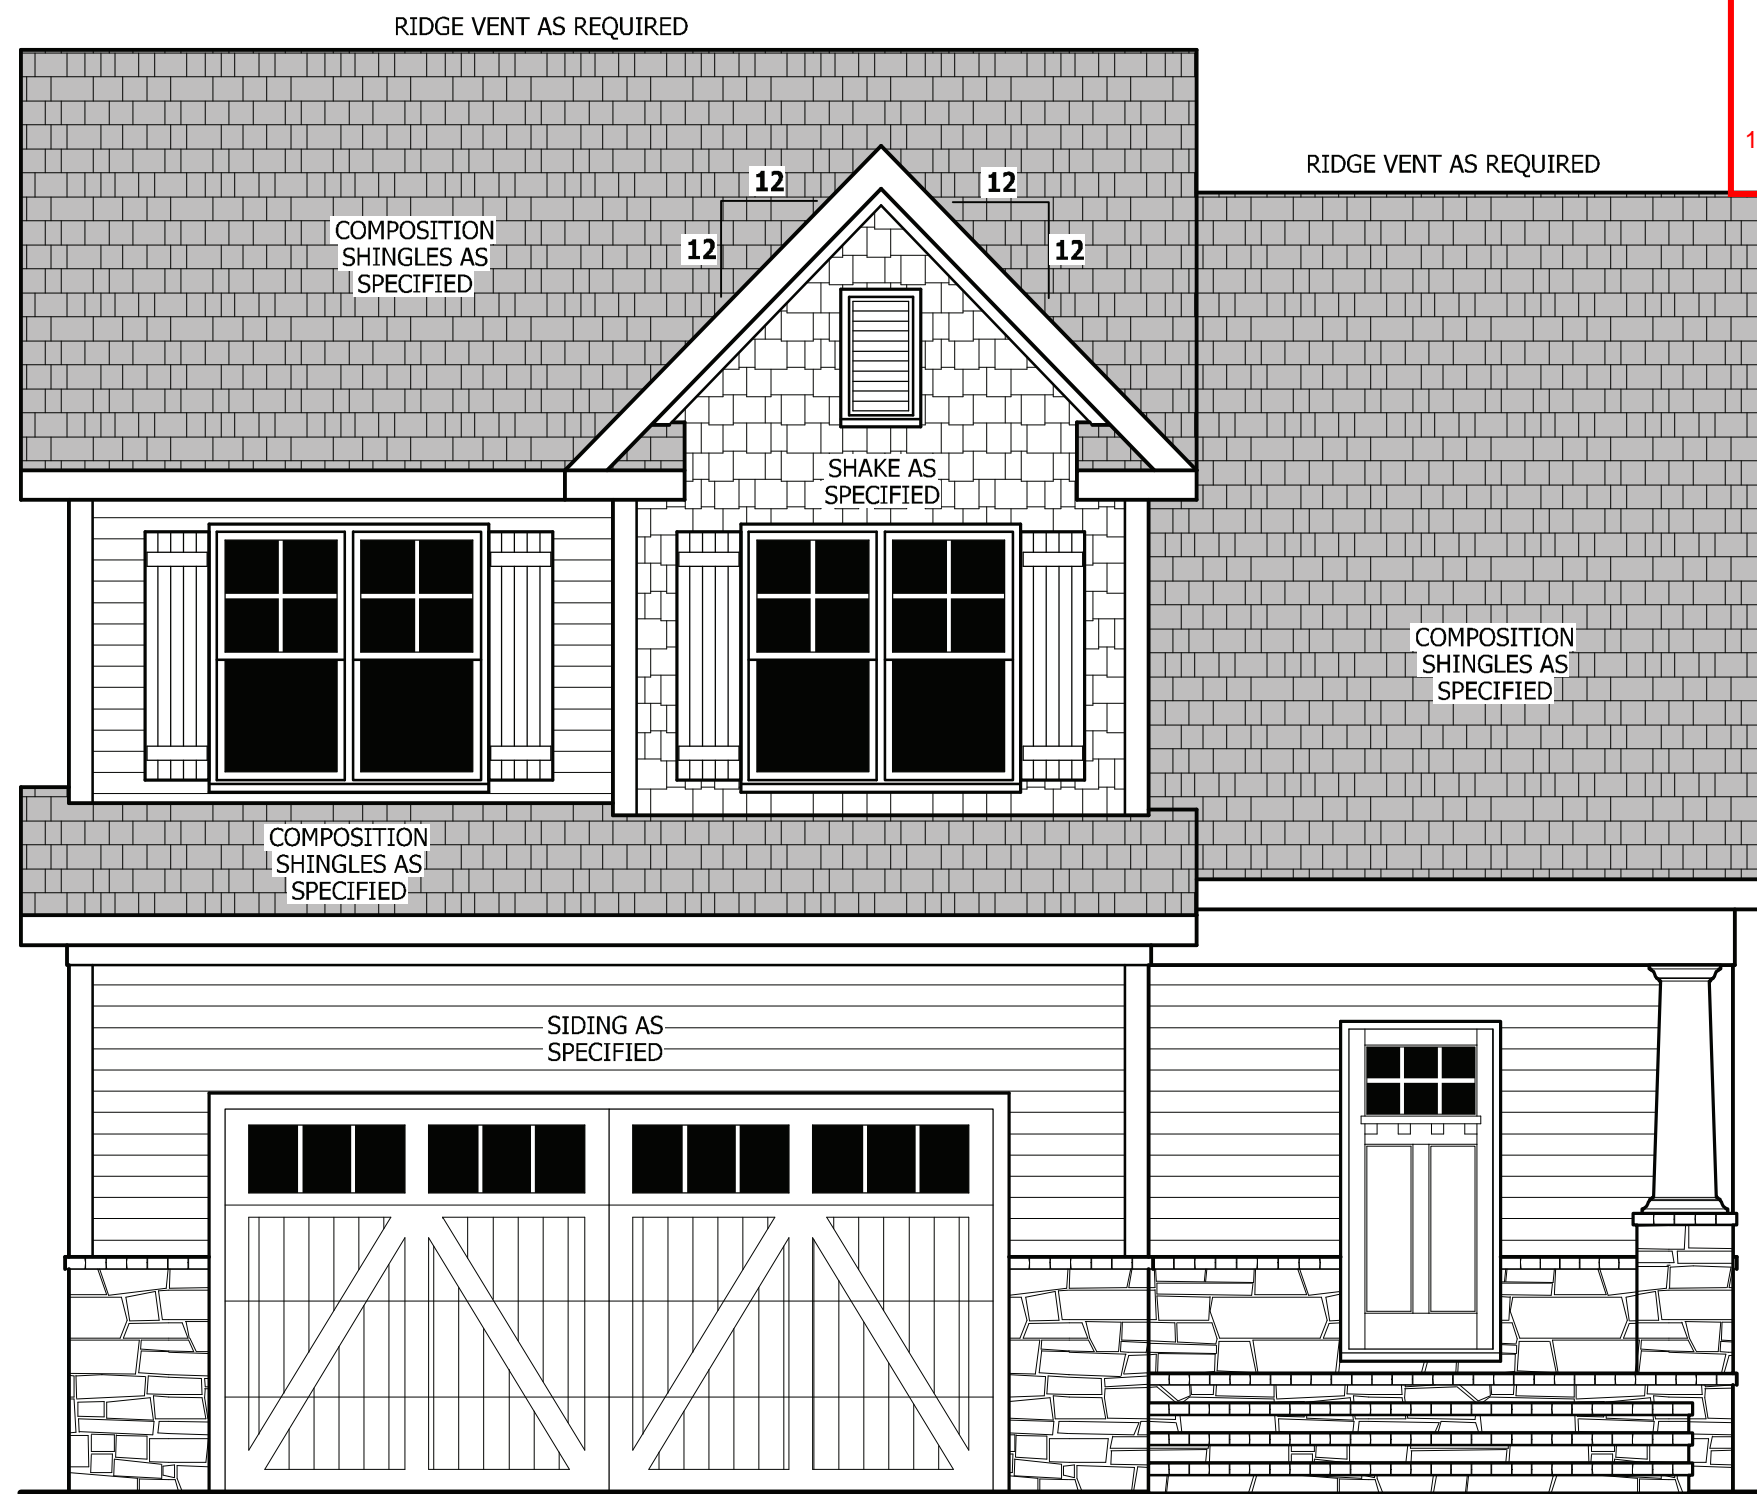 RIDGE VENT AS REQUIRED
1
RIDGE VENT AS REQUIRED
12
12
COMPOSITION
SHINGLES AS
SPECIFIED
12
12
SHAKE AS
SPECIFIED
COMPOSITION
SHINGLES AS
SPECIFIED
COMPOSITION
SHINGLES AS
SPECIFIED
SIDING AS
SPECIFIED